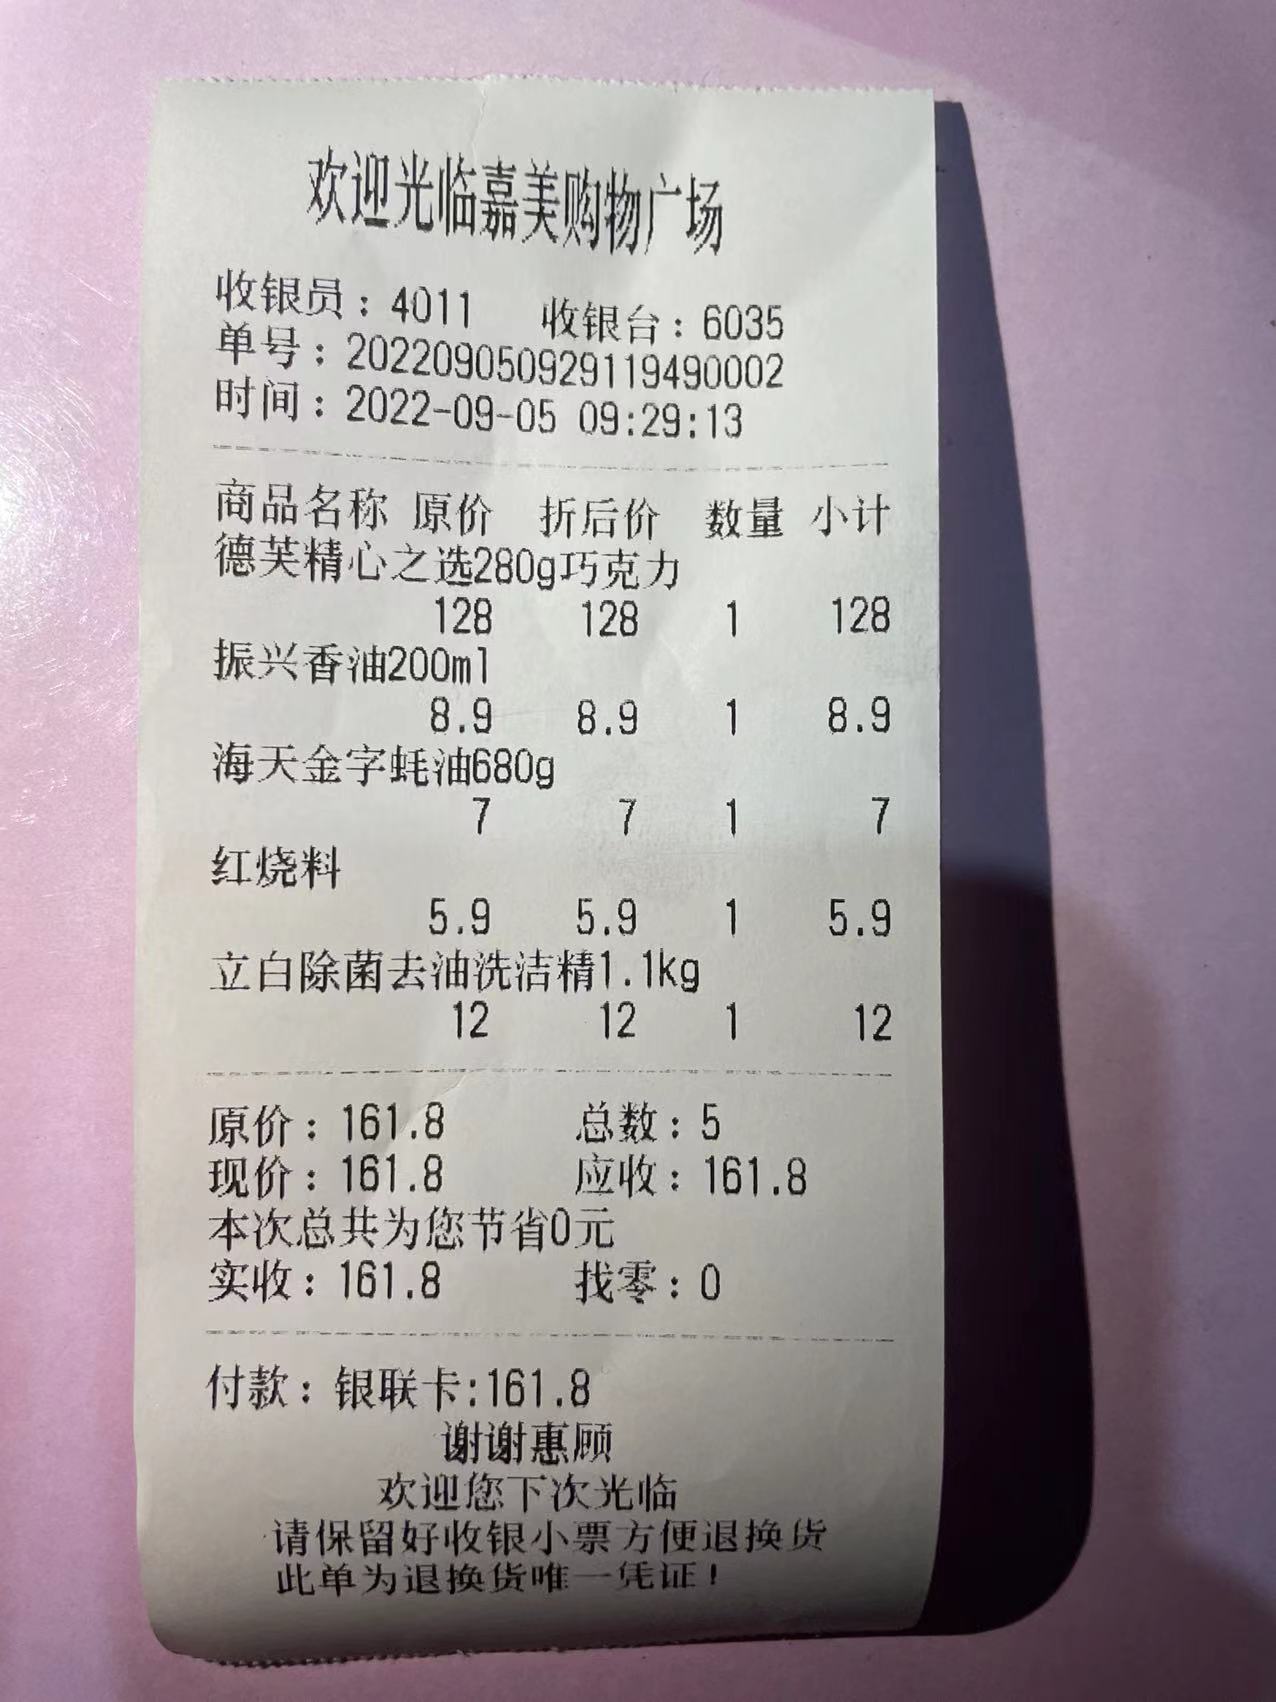 欢迎光临嘉美购物广场
收银员：4011 收银台：6035
单号：202209050929119490002
时间：2022-09-05 09:29:13
商品名称 原价 折后价 数量 小计
德芙精心之选280g巧克力
128 128 1 128
振兴香油200ml
8.9 8.9 1 8.9
海天金字蚝油680g
7 7 1 7
红烧料
5.9 5.9 1 5.9
立白除菌去油洗洁精1.1kg
12 12 1 12
原价：161.8 总数：5
现价：161.8 应收：161.8
本次总共为您节省0元
实收：161.8 找零：0
付款：银联卡:161.8
谢谢惠顾
欢迎您下次光临
请保留好收银小票方便退换货
此单为退换货唯一凭证！